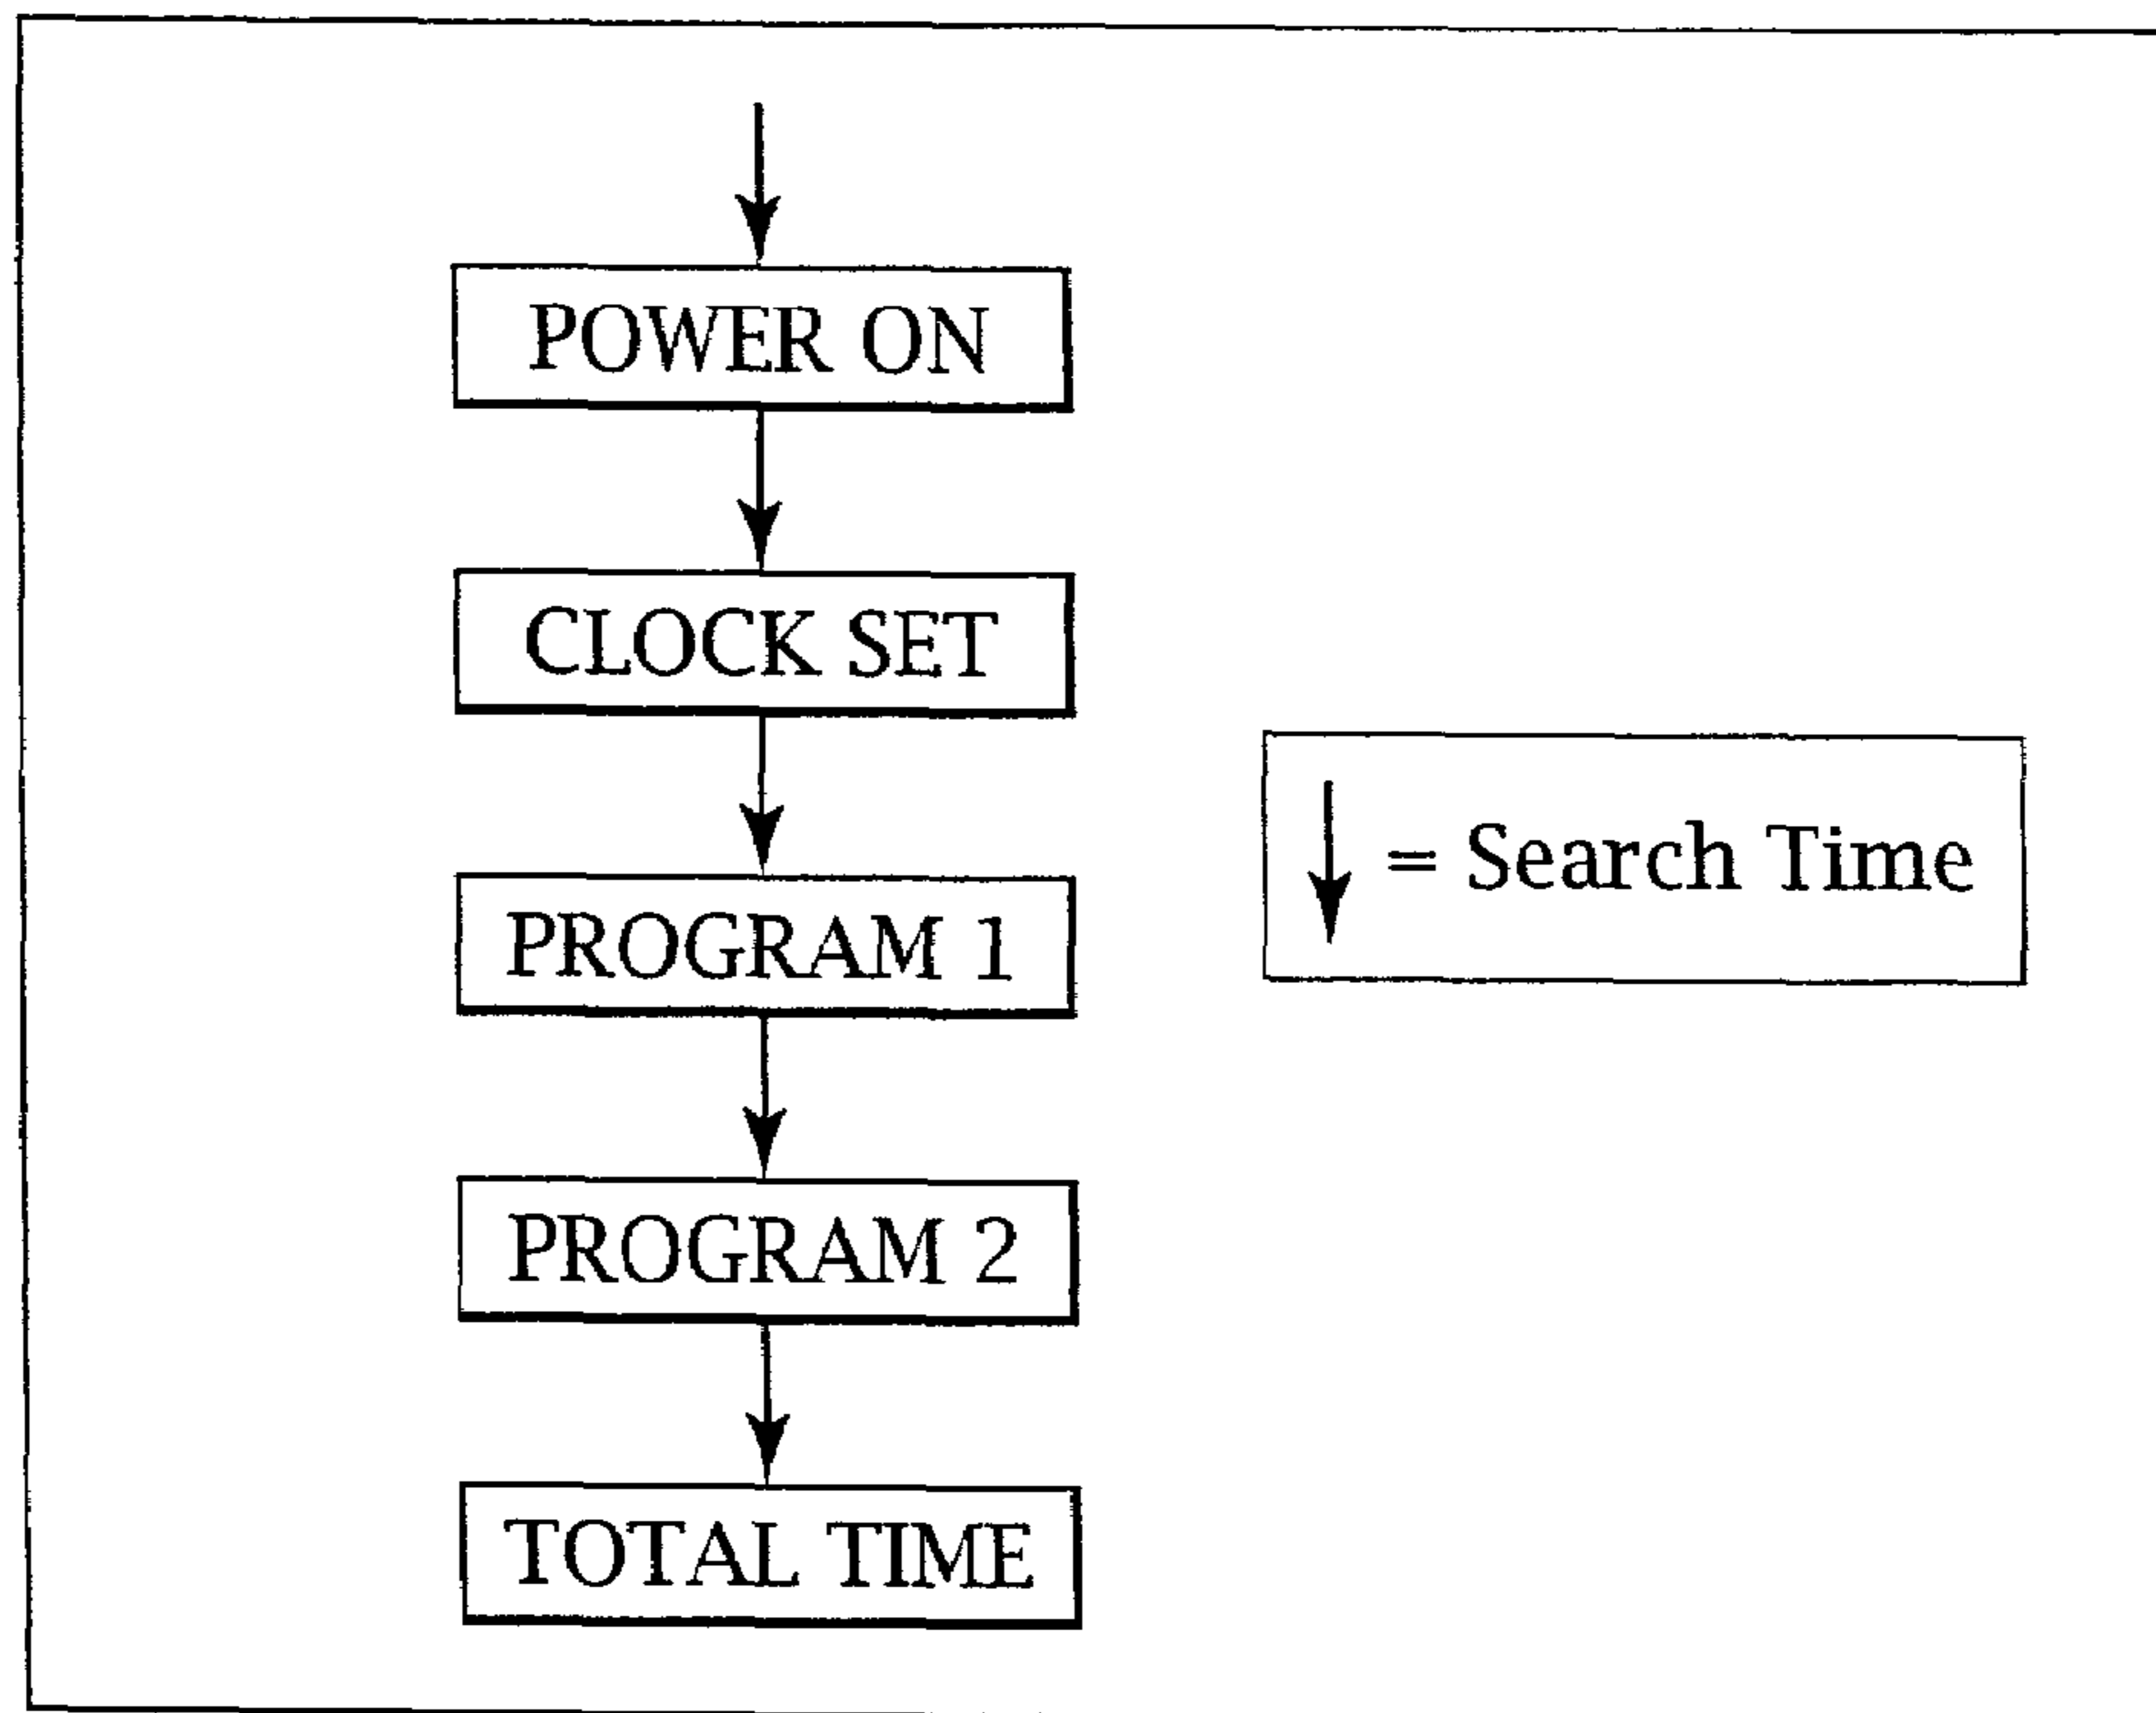 POWER ON
CLOCK SET
PROGRAM 1
PROGRAM 2
TOTAL TIME
= Search Time